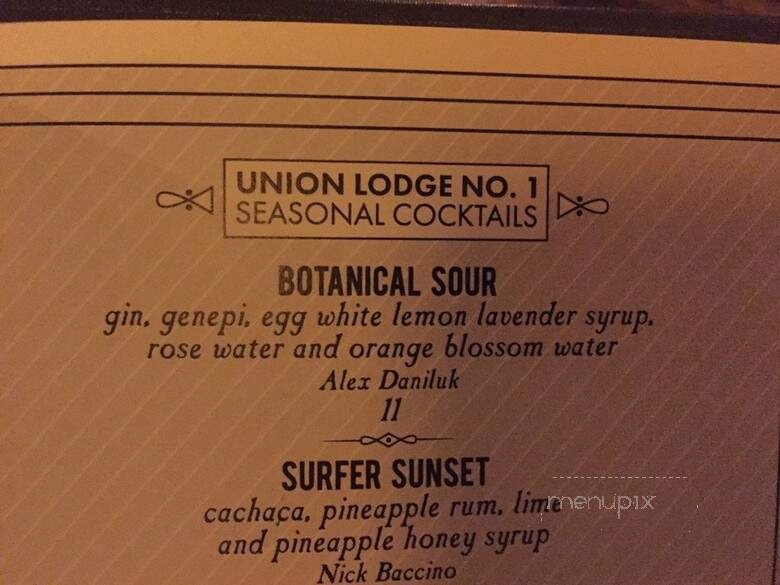 UNION LODGE NO. 1
SEASONAL COCKTAILS
BOTANICAL SOUR
gin, genepi, egg white lemon lavender syrup,
rose water and orange blossom water
Alex Daniluk
11
SURFER SUNSET
cachaça, pineapple rum, lime
and pineapple honey syrup
Nick Baccino
menupix